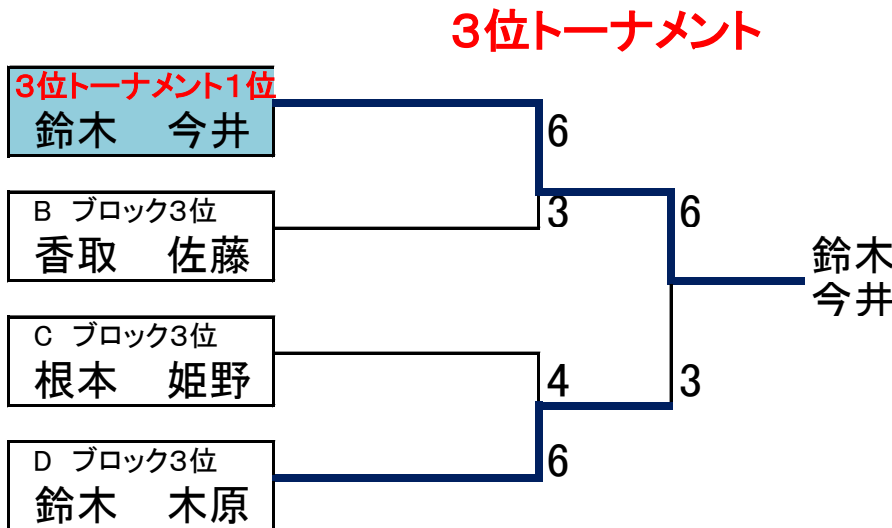 3位トーナメント
3位トーナメント1位
鈴木 今井
6
B ブロック3位
香取 佐藤
3
6
鈴木
今井
C ブロック3位
根本 姫野
4
3
D ブロック3位
鈴木 木原
6